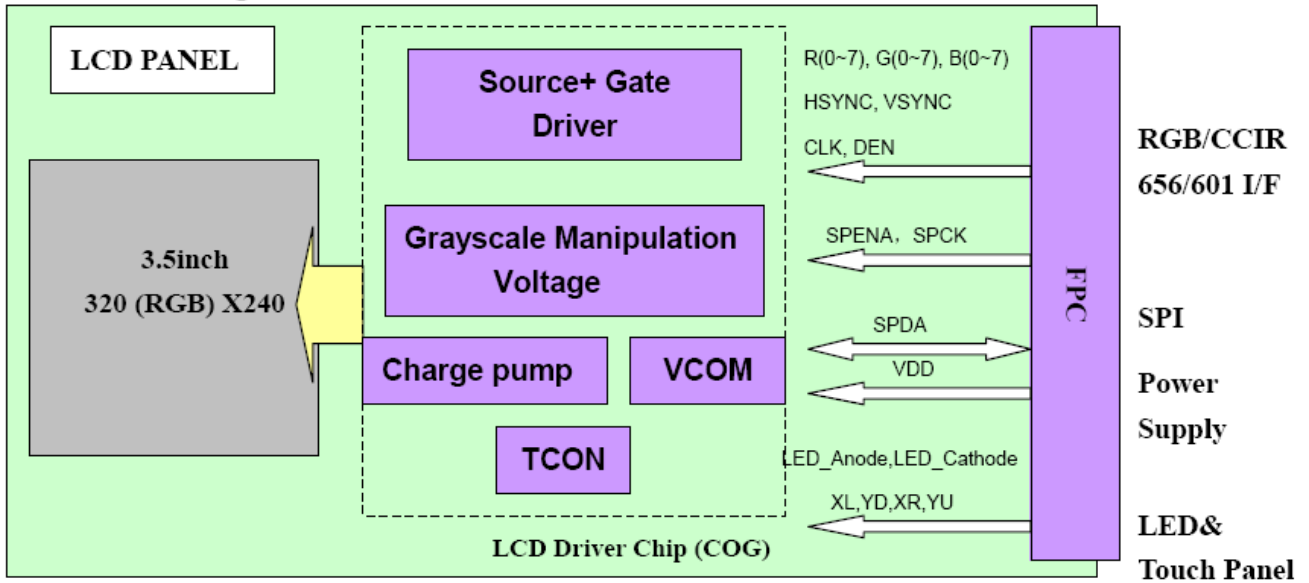 LCD PANEL
3.5inch
320 (RGB) X240
Source+ Gate
Driver
Grayscale Manipulation
Voltage
Charge pump
VCOM
TCON
LCD Driver Chip (COG)
R(0~7), G(0~7), B(0~7)
HSYNC, VSYNC
CLK, DEN
SPENA，SPCK
SPDA
VDD
LED_Anode,LED_Cathode
XL,YD,XR,YU
FPC
RGB/CCIR
656/601 I/F
SPI
Power
Supply
LED&
Touch Panel